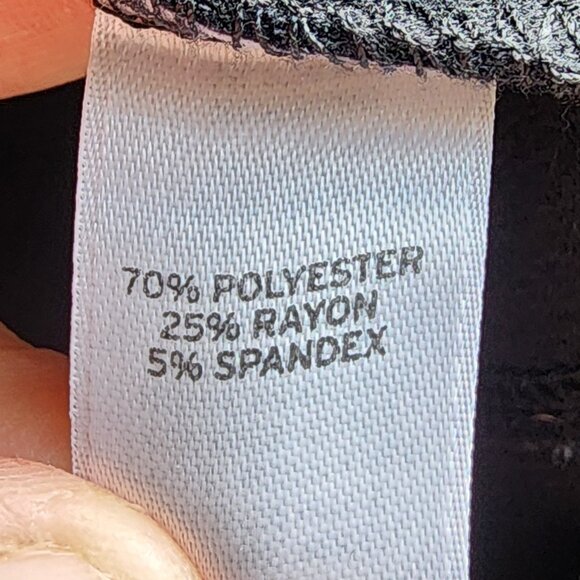 70% POLYESTER
25% RAYON
5% SPANDEX